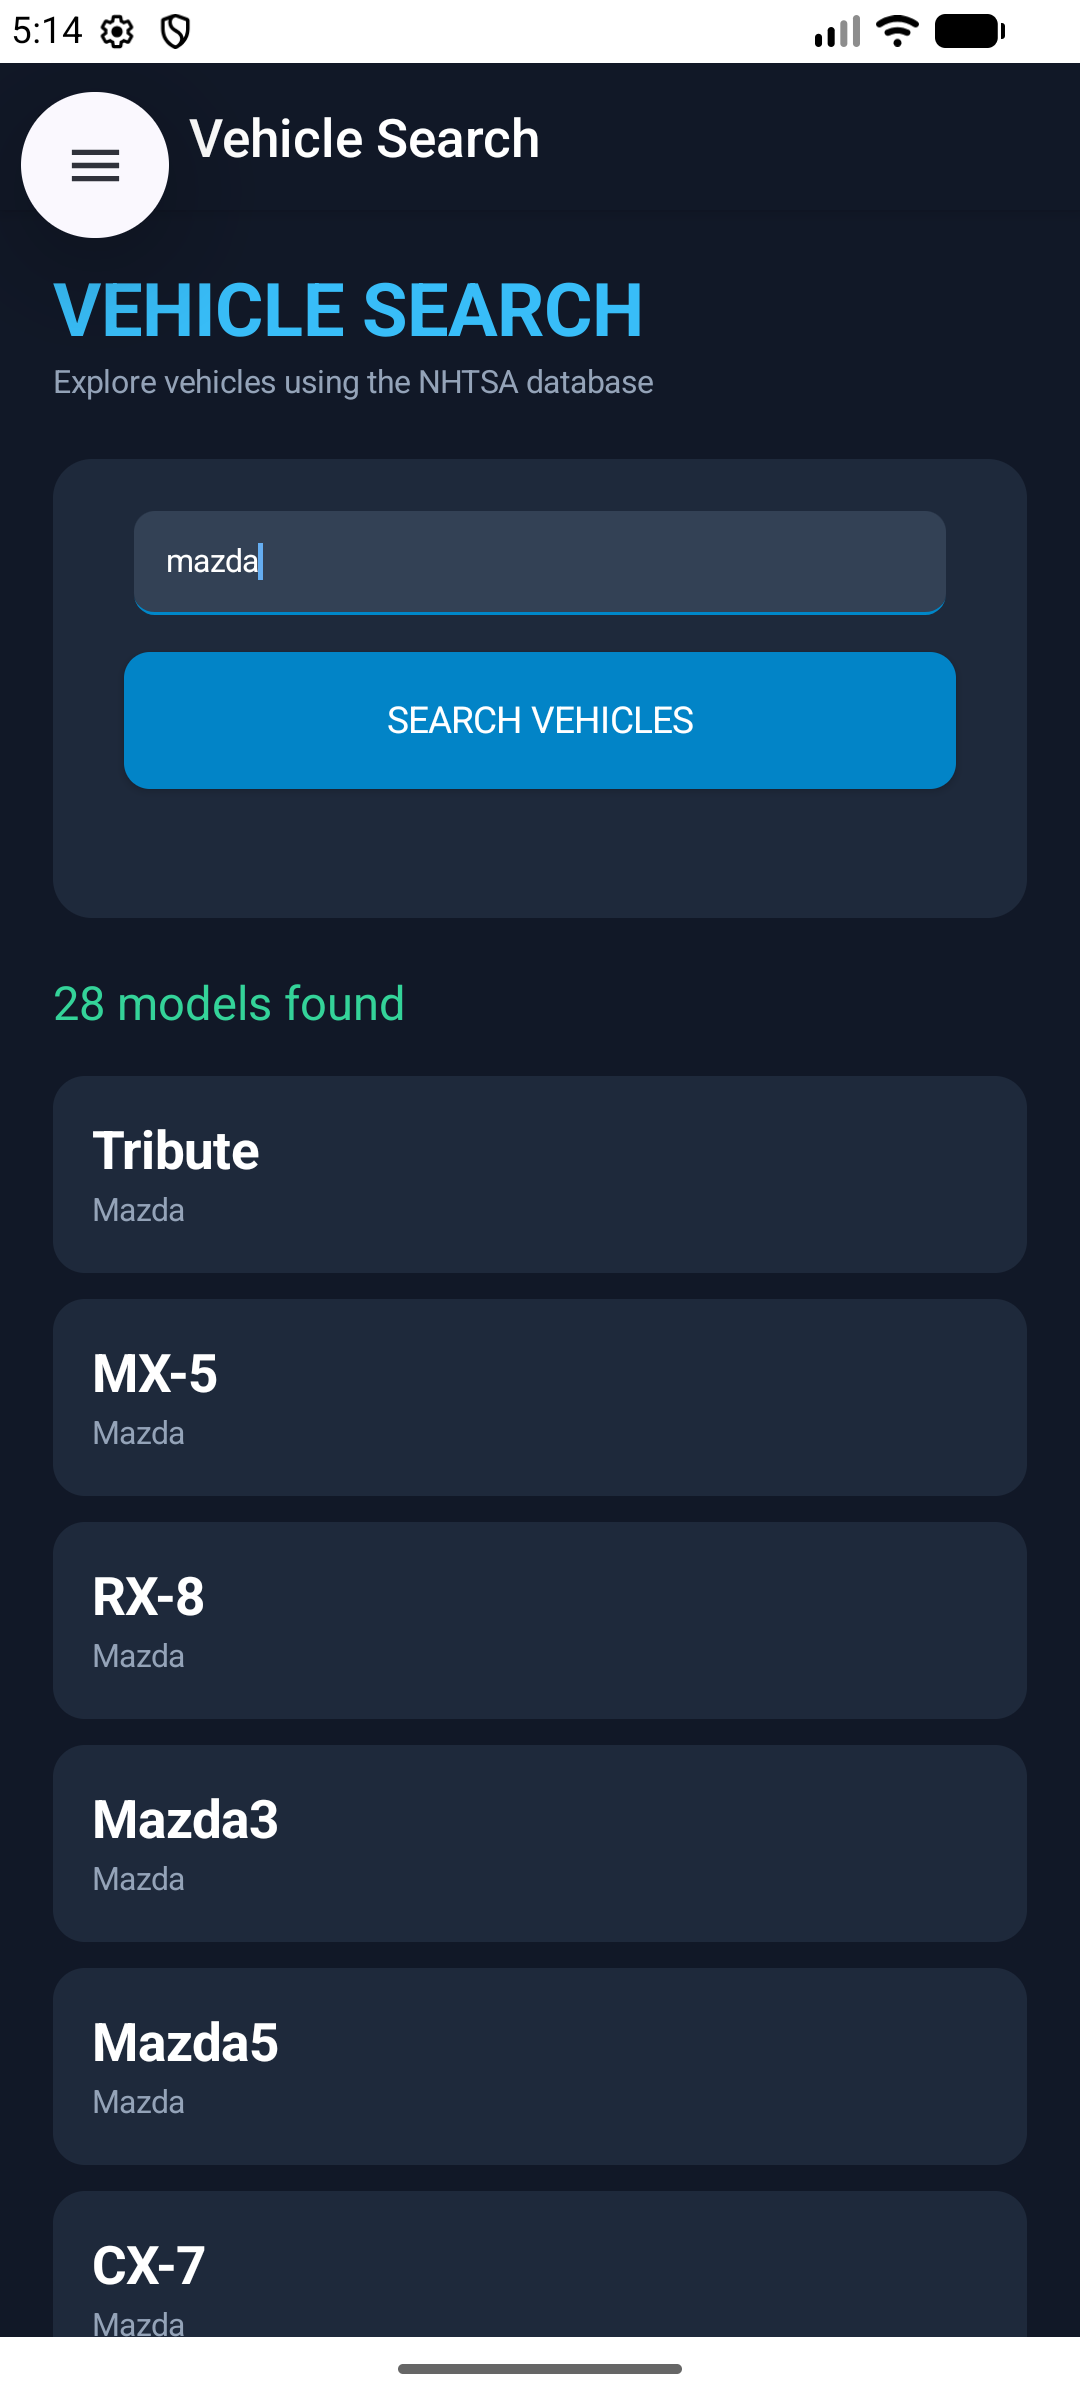 5:14
Vehicle Search
VEHICLE SEARCH
Explore vehicles using the NHTSA database
mazda
SEARCH VEHICLES
28 models found
Tribute
Mazda
MX-5
Mazda
RX-8
Mazda
Mazda3
Mazda
Mazda5
Mazda
CX-7
Mazda